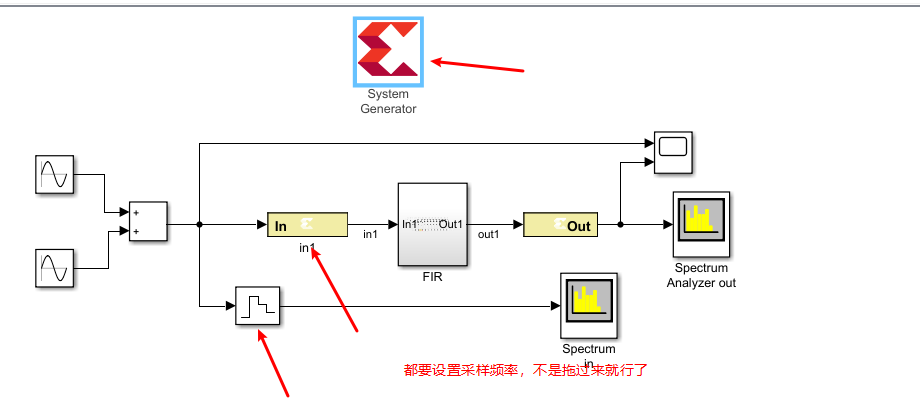 System
Generator
+
+
In
in1
in1
In1
Out1
FIR
out1
Out
Spectrum
Analyzer out
Spectrum
in
都要设置采样频率，不是拖过来就行了